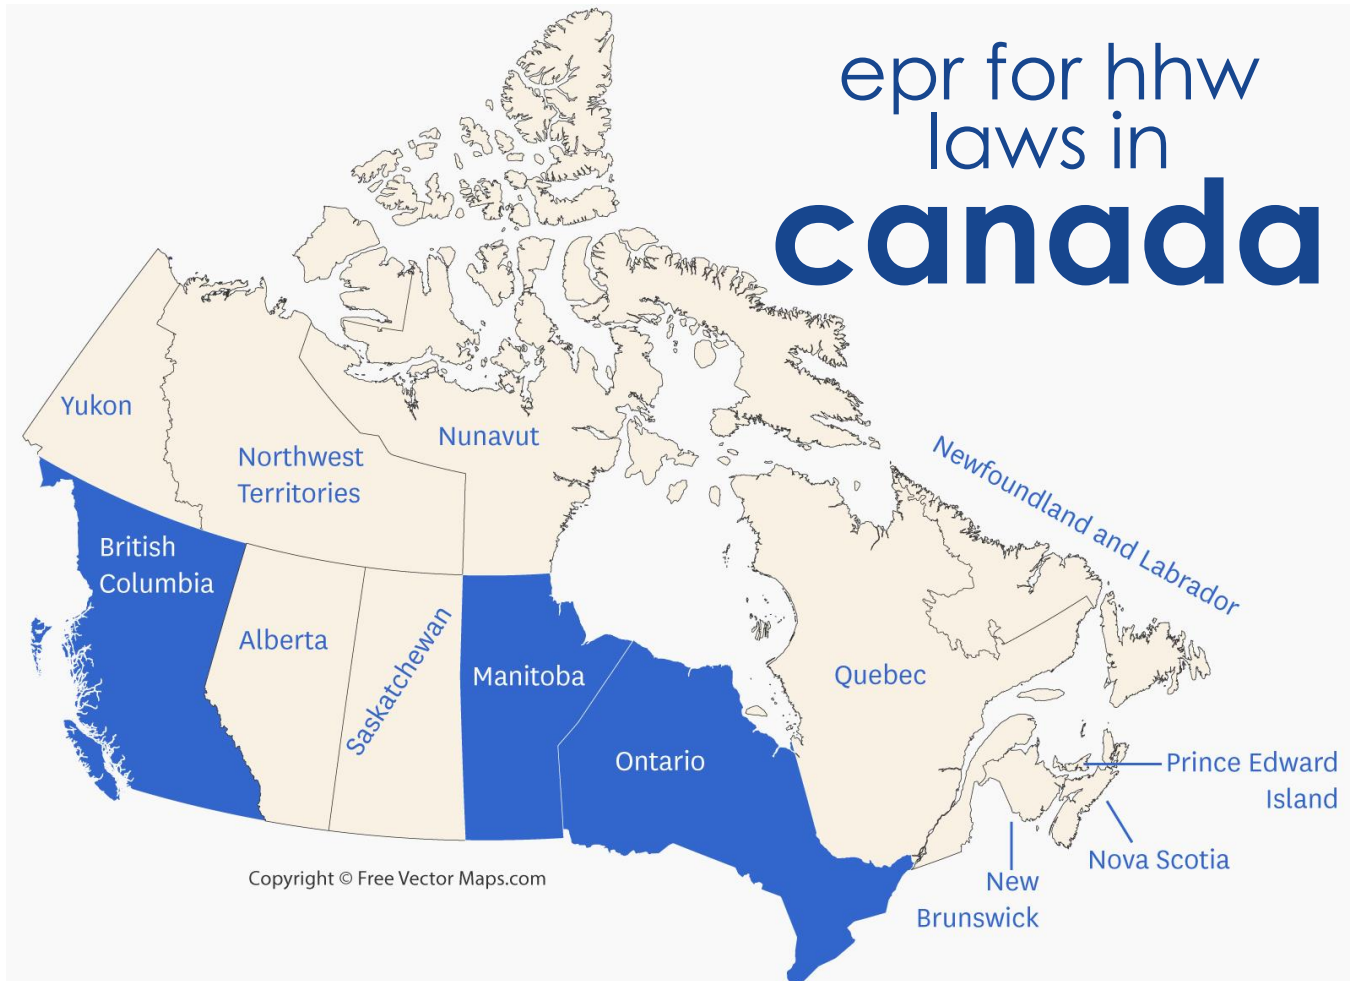 epr for hhw
laws in
canada
Yukon
Northwest
Territories
Nunavut
Newfoundland and Labrador
British
Columbia
Alberta
Saskatchewan
Manitoba
Ontario
Quebec
Prince Edward
Island
Nova Scotia
New
Brunswick
Copyright © Free Vector Maps.com